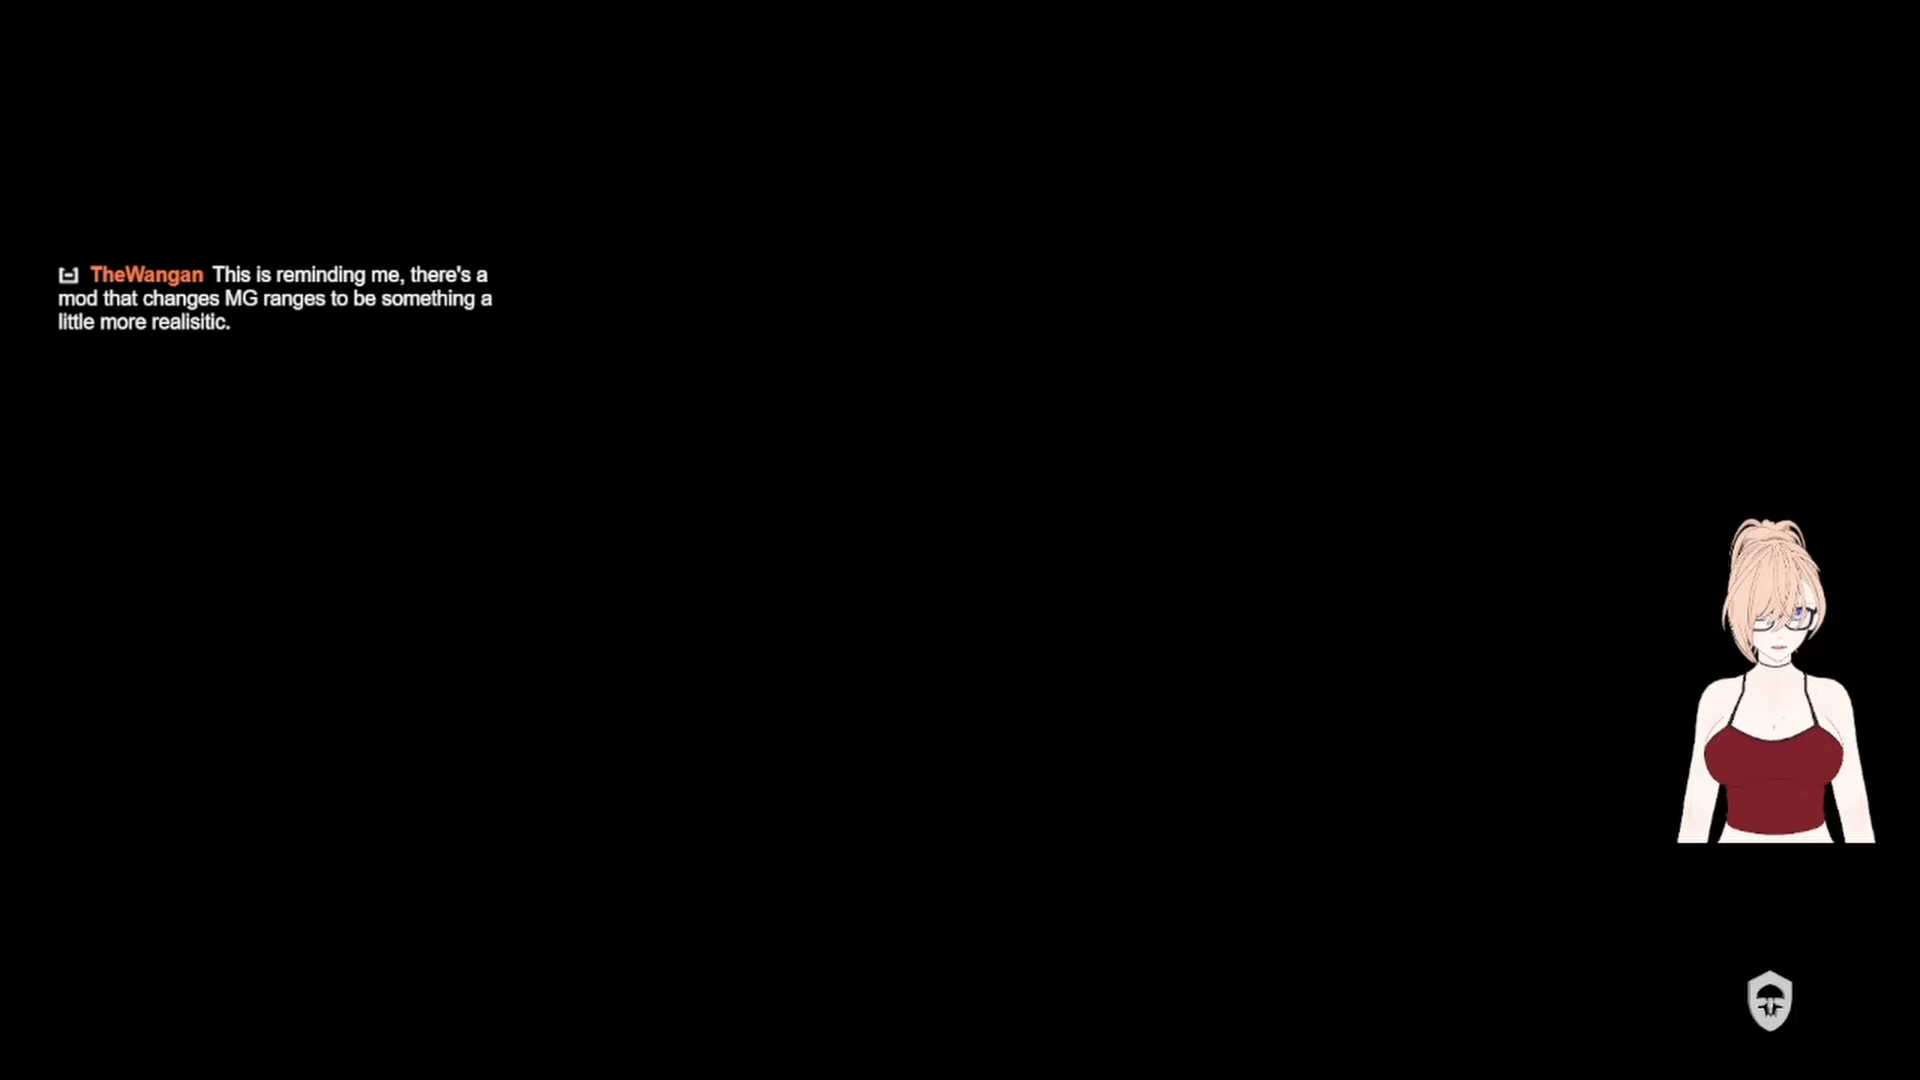 TheWangan This is reminding me, there's a
mod that changes MG ranges to be something a
little more realisitic.